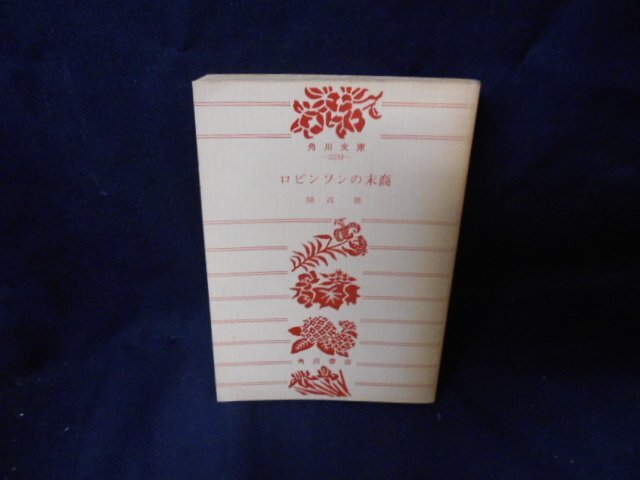 角川文庫
ロビンソンの末裔
開高 健
角川書店